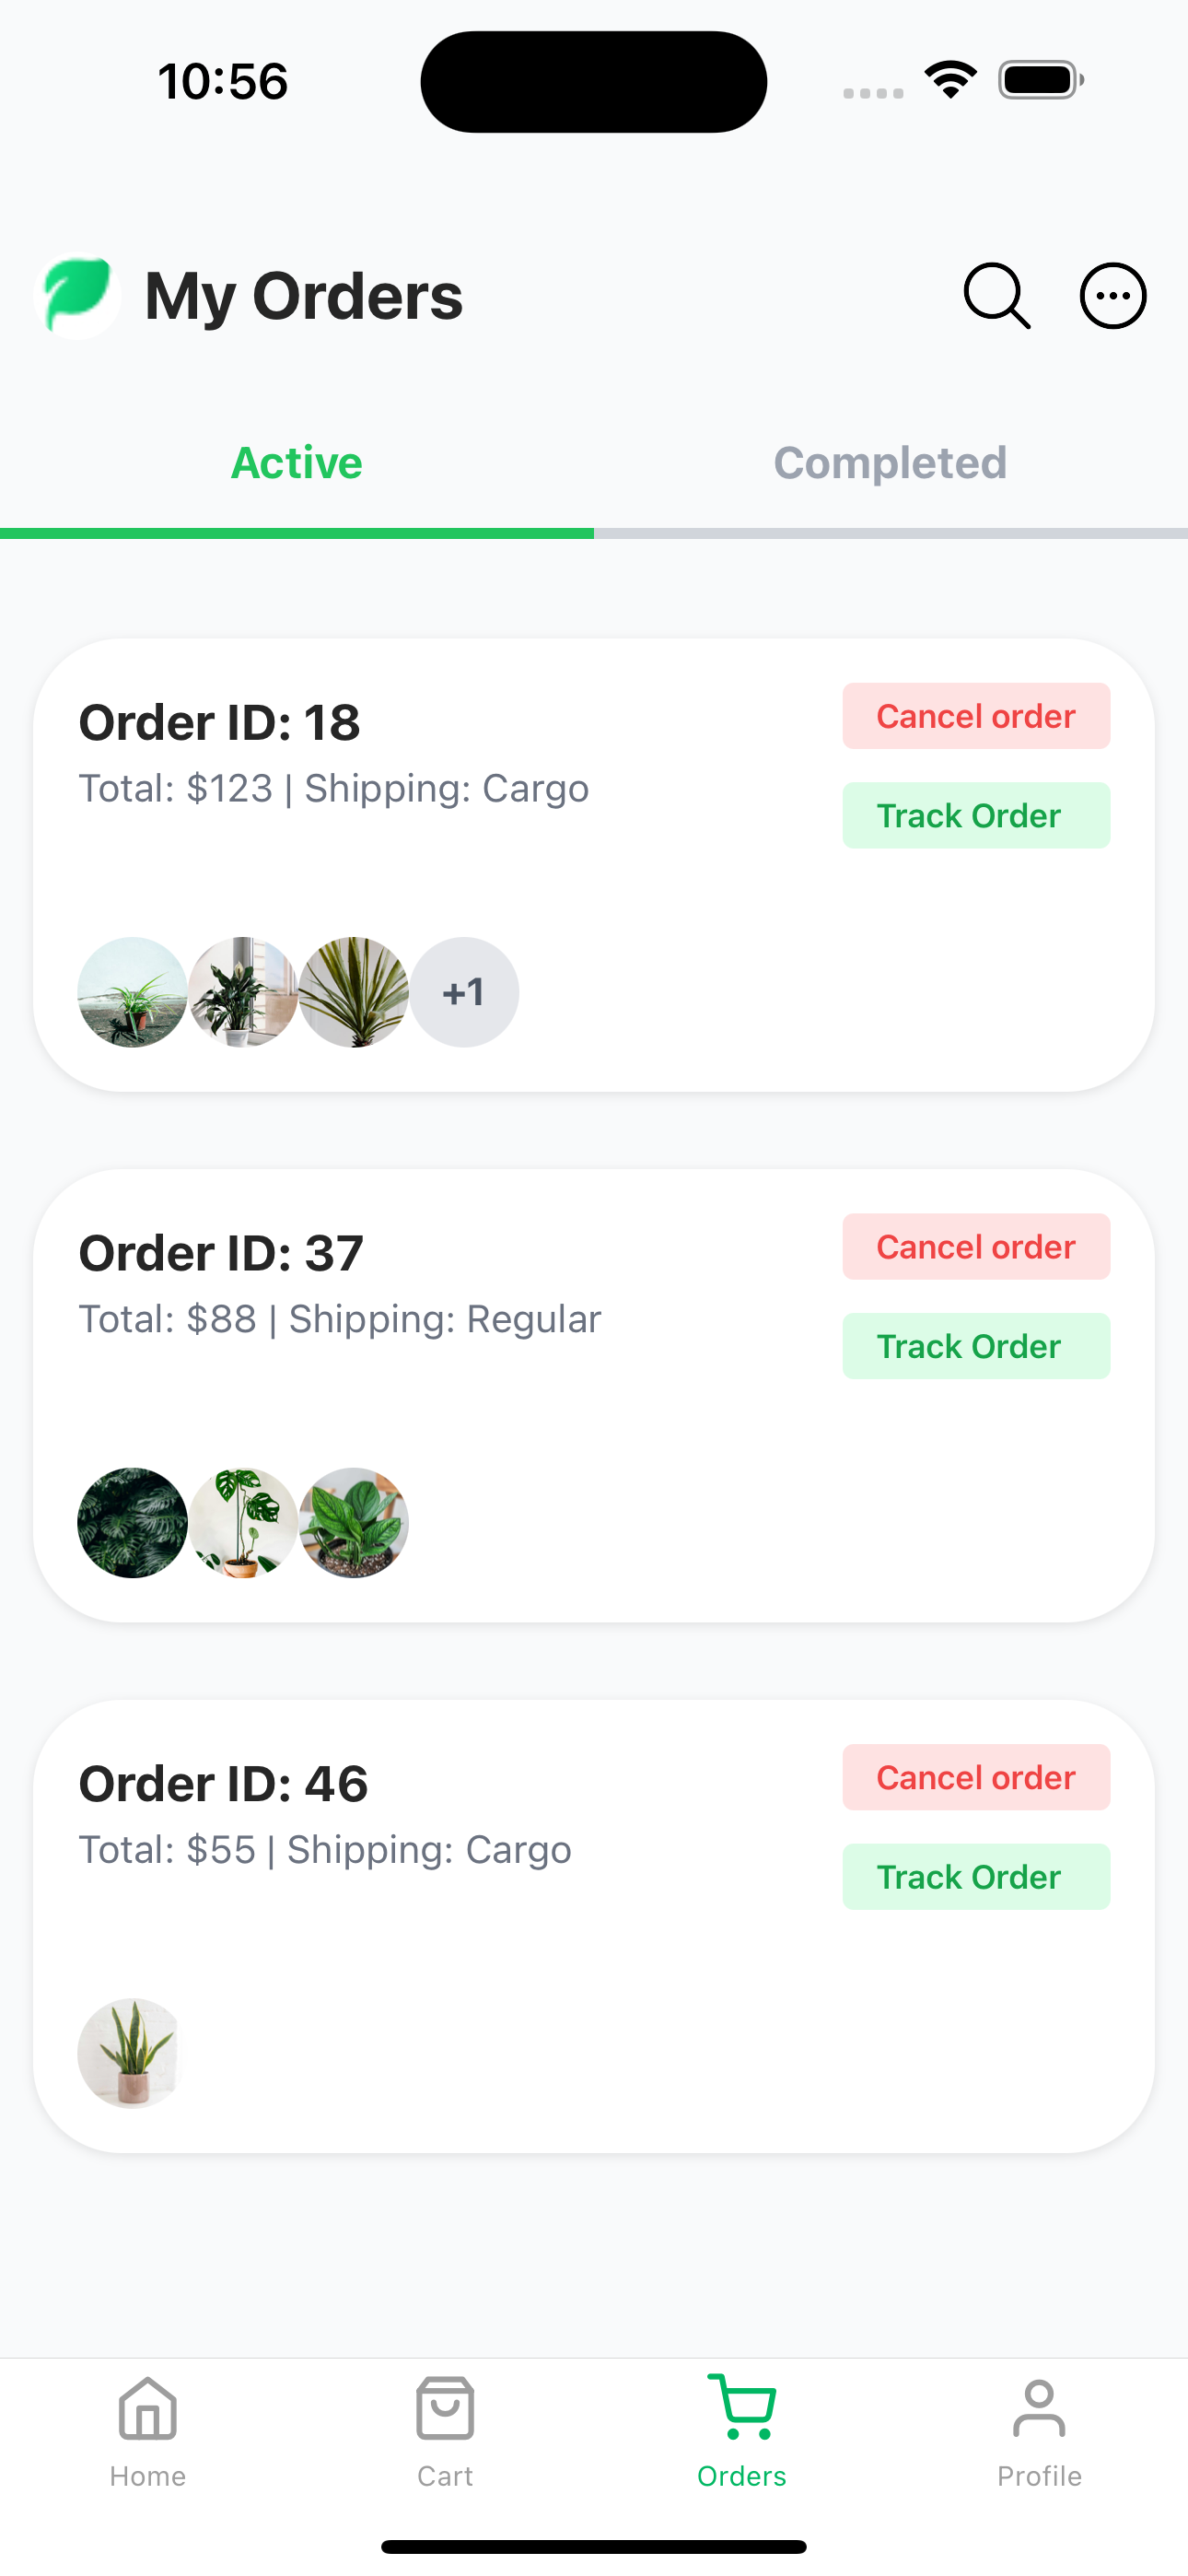 10:56
My Orders
Active
Completed
Order ID: 18
Cancel order
Total: $123 | Shipping: Cargo
Track Order
+1
Order ID: 37
Cancel order
Total: $88 | Shipping: Regular
Track Order
Order ID: 46
Cancel order
Total: $55 | Shipping: Cargo
Track Order
Home
Cart
Orders
Profile